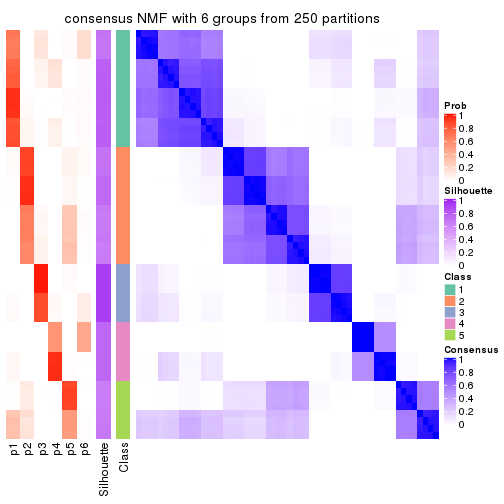 consensus NMF with 6 groups from 250 partitions
Prob
1
0.8
0.6
0.4
0.2
0
Silhouette
1
0.8
0.6
0.4
0.2
0
Class
1
2
3
4
5
Consensus
1
0.8
0.6
0.4
0.2
0
p1
p2
p3
p4
p5
p6
Silhouette
Class